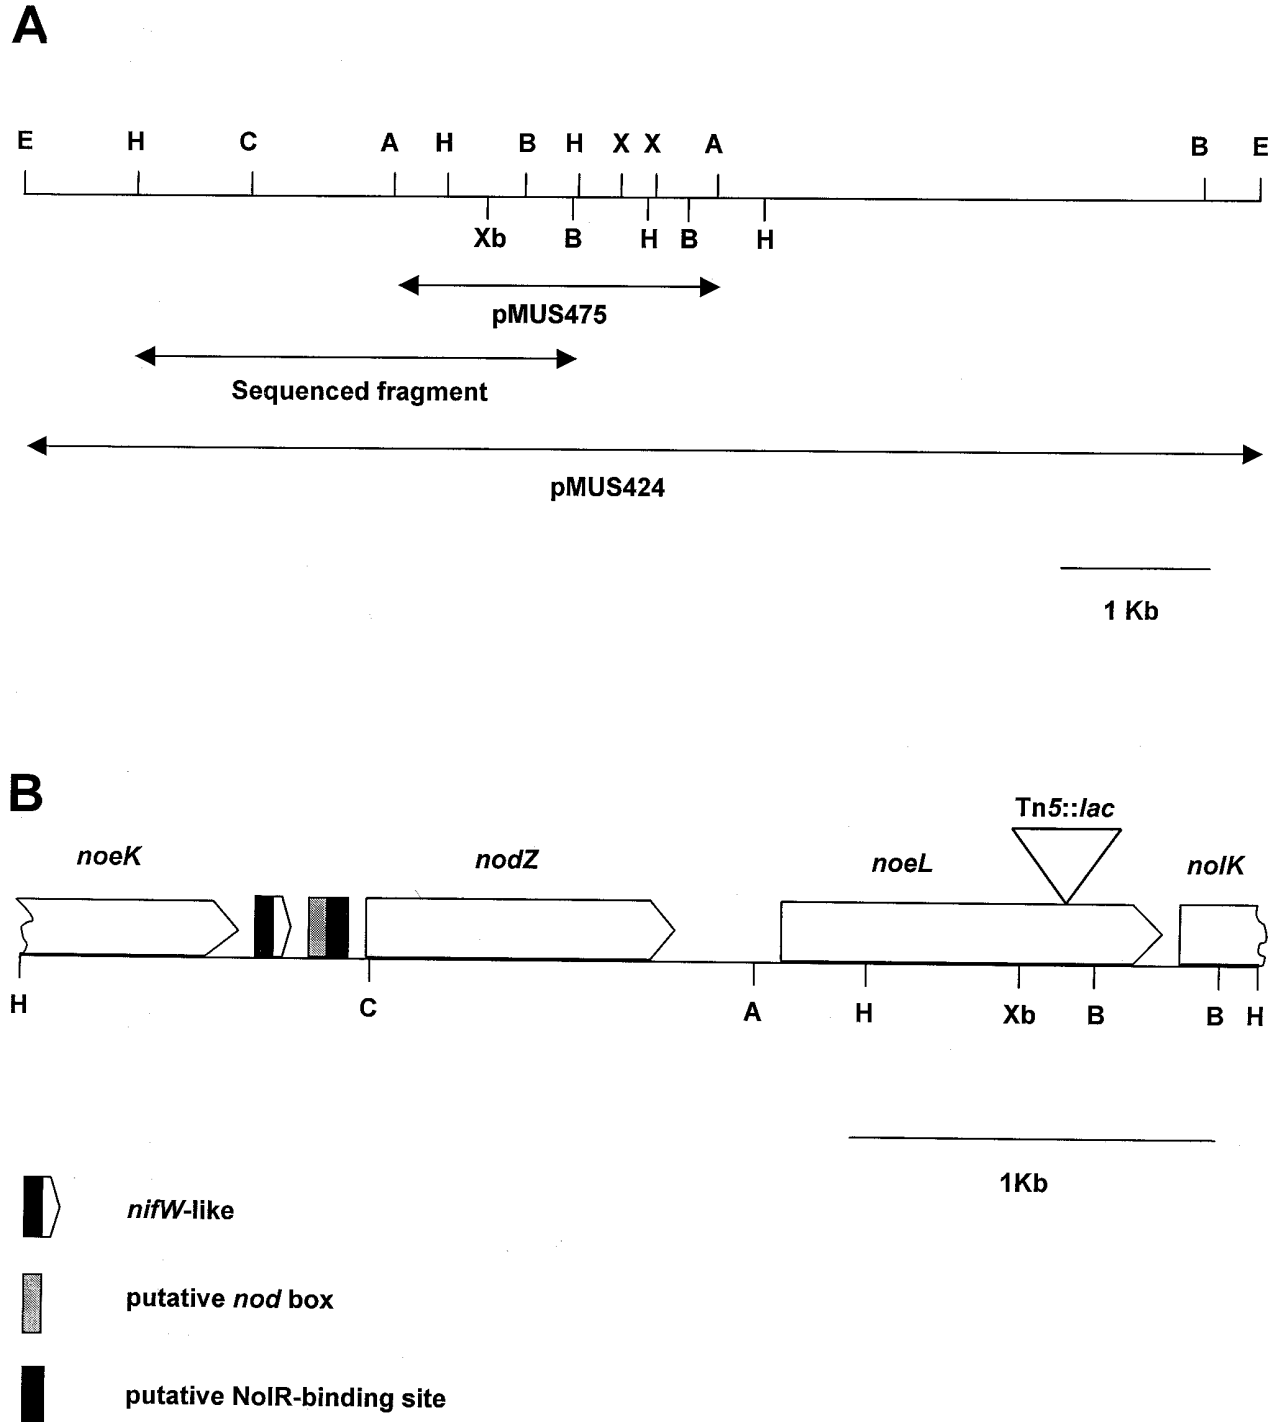 A
E H C A H B H X X A B E
Xb B H B H
pMUS475
Sequenced fragment
pMUS424
1 Kb
B
Tn5::lac
noeK nodZ noeL nolK
H C A H Xb B B H
1Kb
nifW-like
putative nod box
putative NolR-binding site